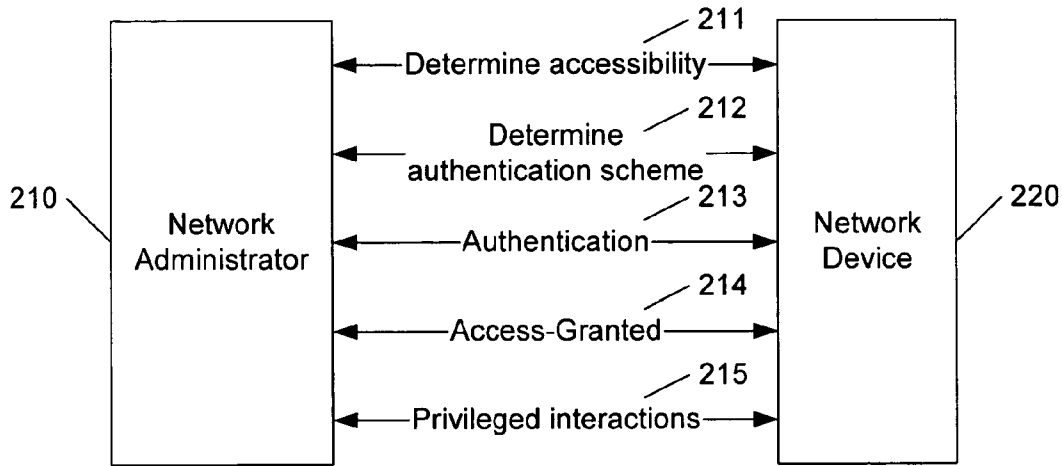 211
Determine accessibility
212
Determine
authentication scheme
210
213
220
Network
Administrator
Authentication
Network
Device
214
Access-Granted
215
Privileged interactions